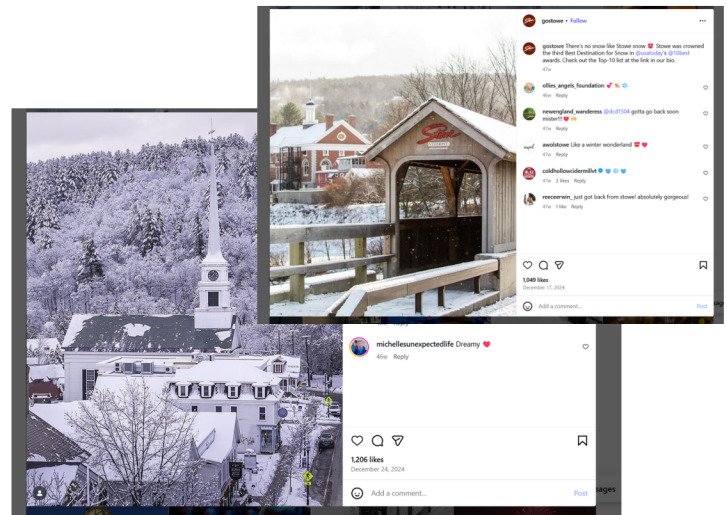 gostowe • Follow
gostowe There's no snow like Stowe snow ❤️ Stowe was crowned
the third Best Destination for Snow in @usatoday's @10best
awards. Check out the Top-10 list at the link in our bio.
47w
ollies_angels_foundation
46w Reply
newengland_wanderess @dcd1504 gotta go back soon
mister!!!
47w Reply
awolstowe Like a winter wonderland
47w Reply
coldhollowcidermillvt
47w 2 likes Reply
reeceerwin_ just got back from stowe! absolutely gorgeous!
47w 1 like Reply
1,049 likes
December 17, 2024
Add a comment...
Post
Stowe
Reply
michellesunexpectedlife Dreamy
46w Reply
1,206 likes
December 24, 2024
Add a comment...
Post